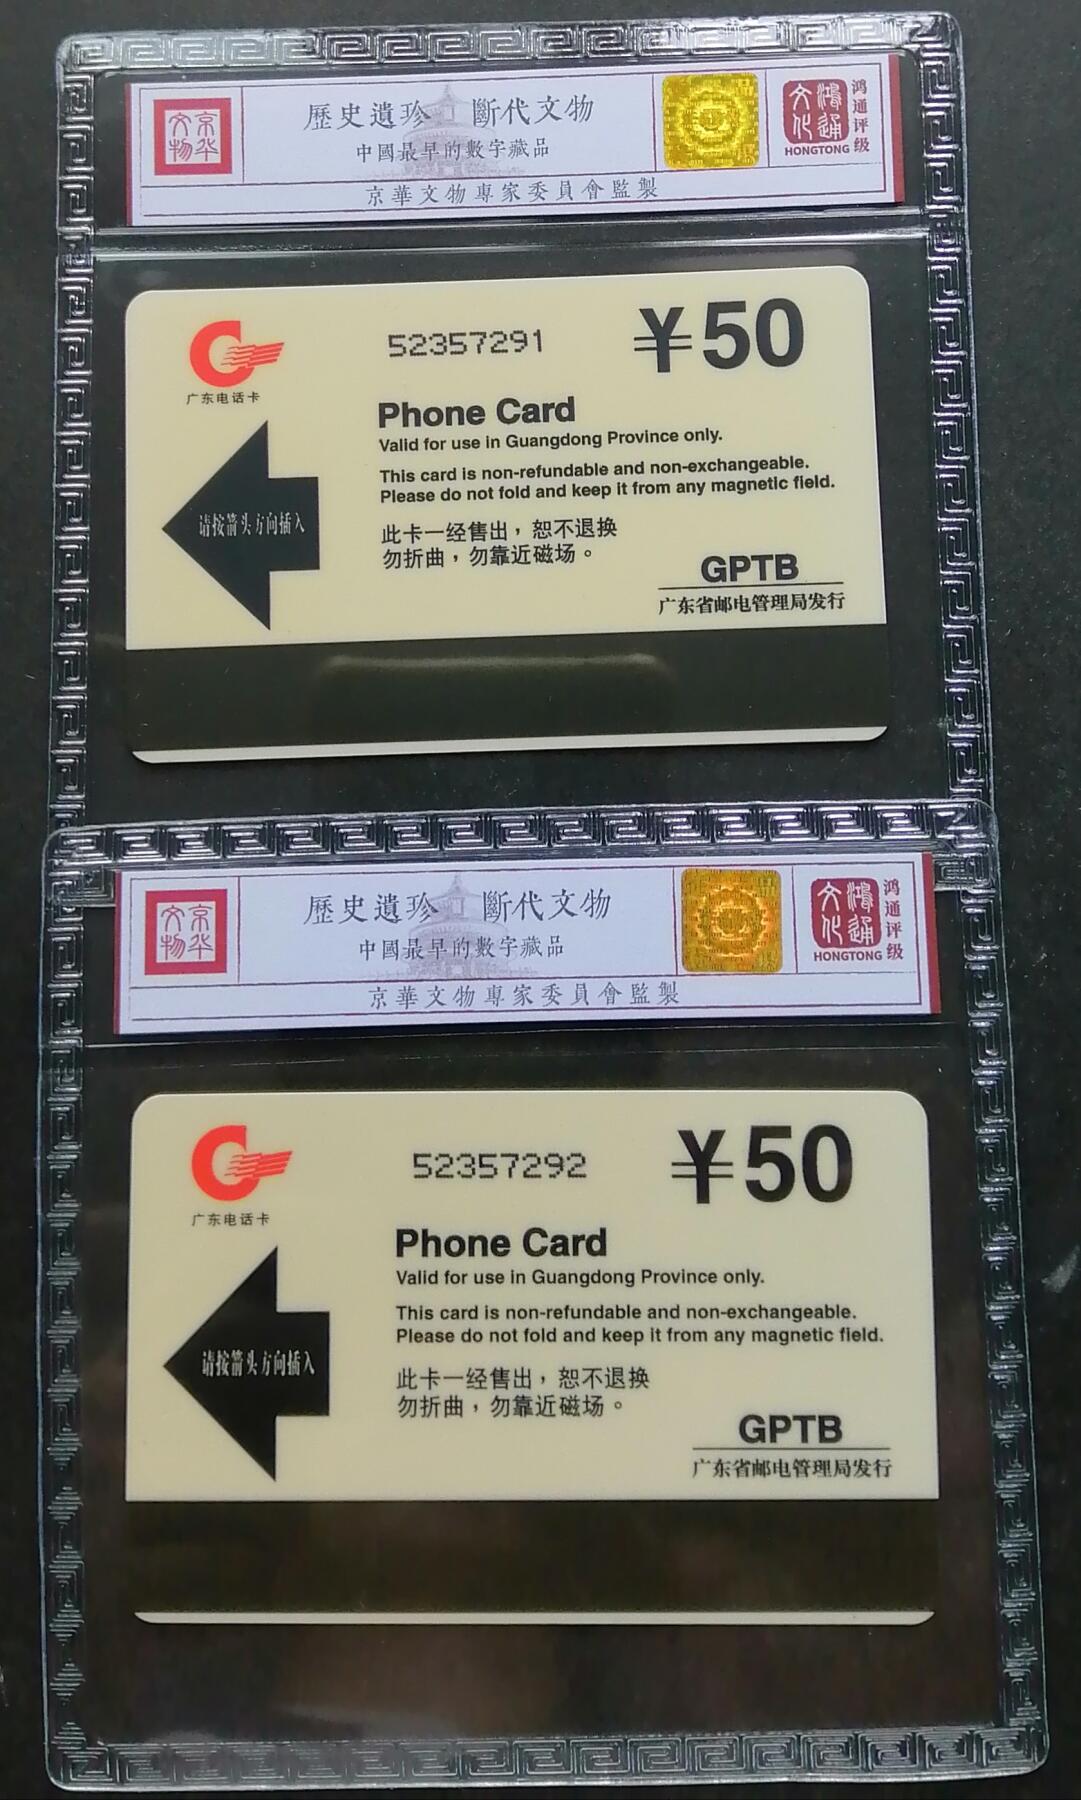 京华
文物
歷史遺珍 斷代文物
中國最早的數字藏品
京華文物專家委員會監製
鴻通
文化
HONGTONG
鸿通评级
广东电话卡
52357291
¥50
Phone Card
Valid for use in Guangdong Province only.
This card is non-refundable and non-exchangeable.
Please do not fold and keep it from any magnetic field.
请按箭头方向插入
此卡一经售出，恕不退换
勿折曲，勿靠近磁场。
GPTB
广东省邮电管理局发行
京华
文物
歷史遺珍 斷代文物
中國最早的數字藏品
京華文物專家委員會監製
鴻通
文化
HONGTONG
鸿通评级
广东电话卡
52357292
¥50
Phone Card
Valid for use in Guangdong Province only.
This card is non-refundable and non-exchangeable.
Please do not fold and keep it from any magnetic field.
请按箭头方向插入
此卡一经售出，恕不退换
勿折曲，勿靠近磁场。
GPTB
广东省邮电管理局发行